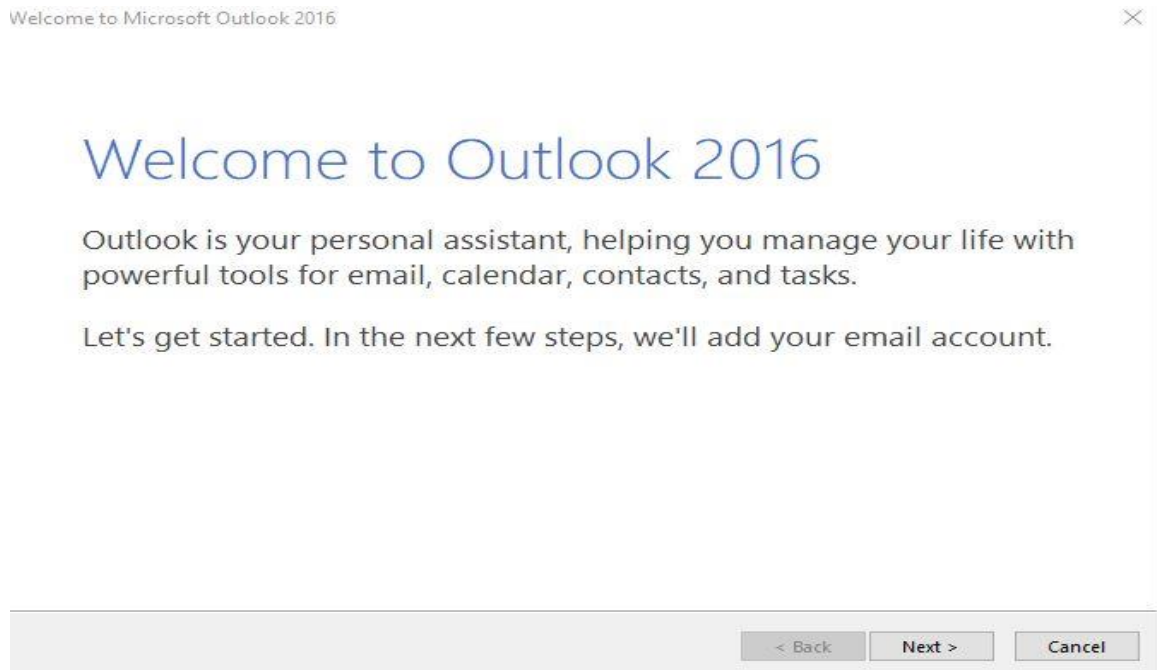 Welcome to Microsoft Outlook 2016
Welcome to Outlook 2016
Outlook is your personal assistant, helping you manage your life with
powerful tools for email, calendar, contacts, and tasks.
Let's get started. In the next few steps, we'll add your email account.
< Back Next > Cancel